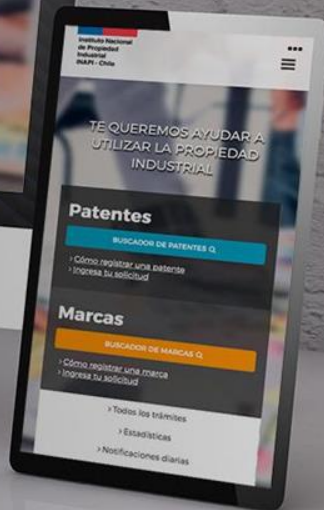 Instituto Nacional
de Propiedad
Industrial
INAPI - Chile
TE QUEREMOS AYUDAR A
UTILIZAR LA PROPIEDAD
INDUSTRIAL
Patentes
BUSCADOR DE PATENTES
> Cómo registrar una patente
> Ingresa tu solicitud
Marcas
BUSCADOR DE MARCAS
> Cómo registrar una marca
> Ingresa tu solicitud
> Todos los trámites
> Estadísticas
> Notificaciones diarias